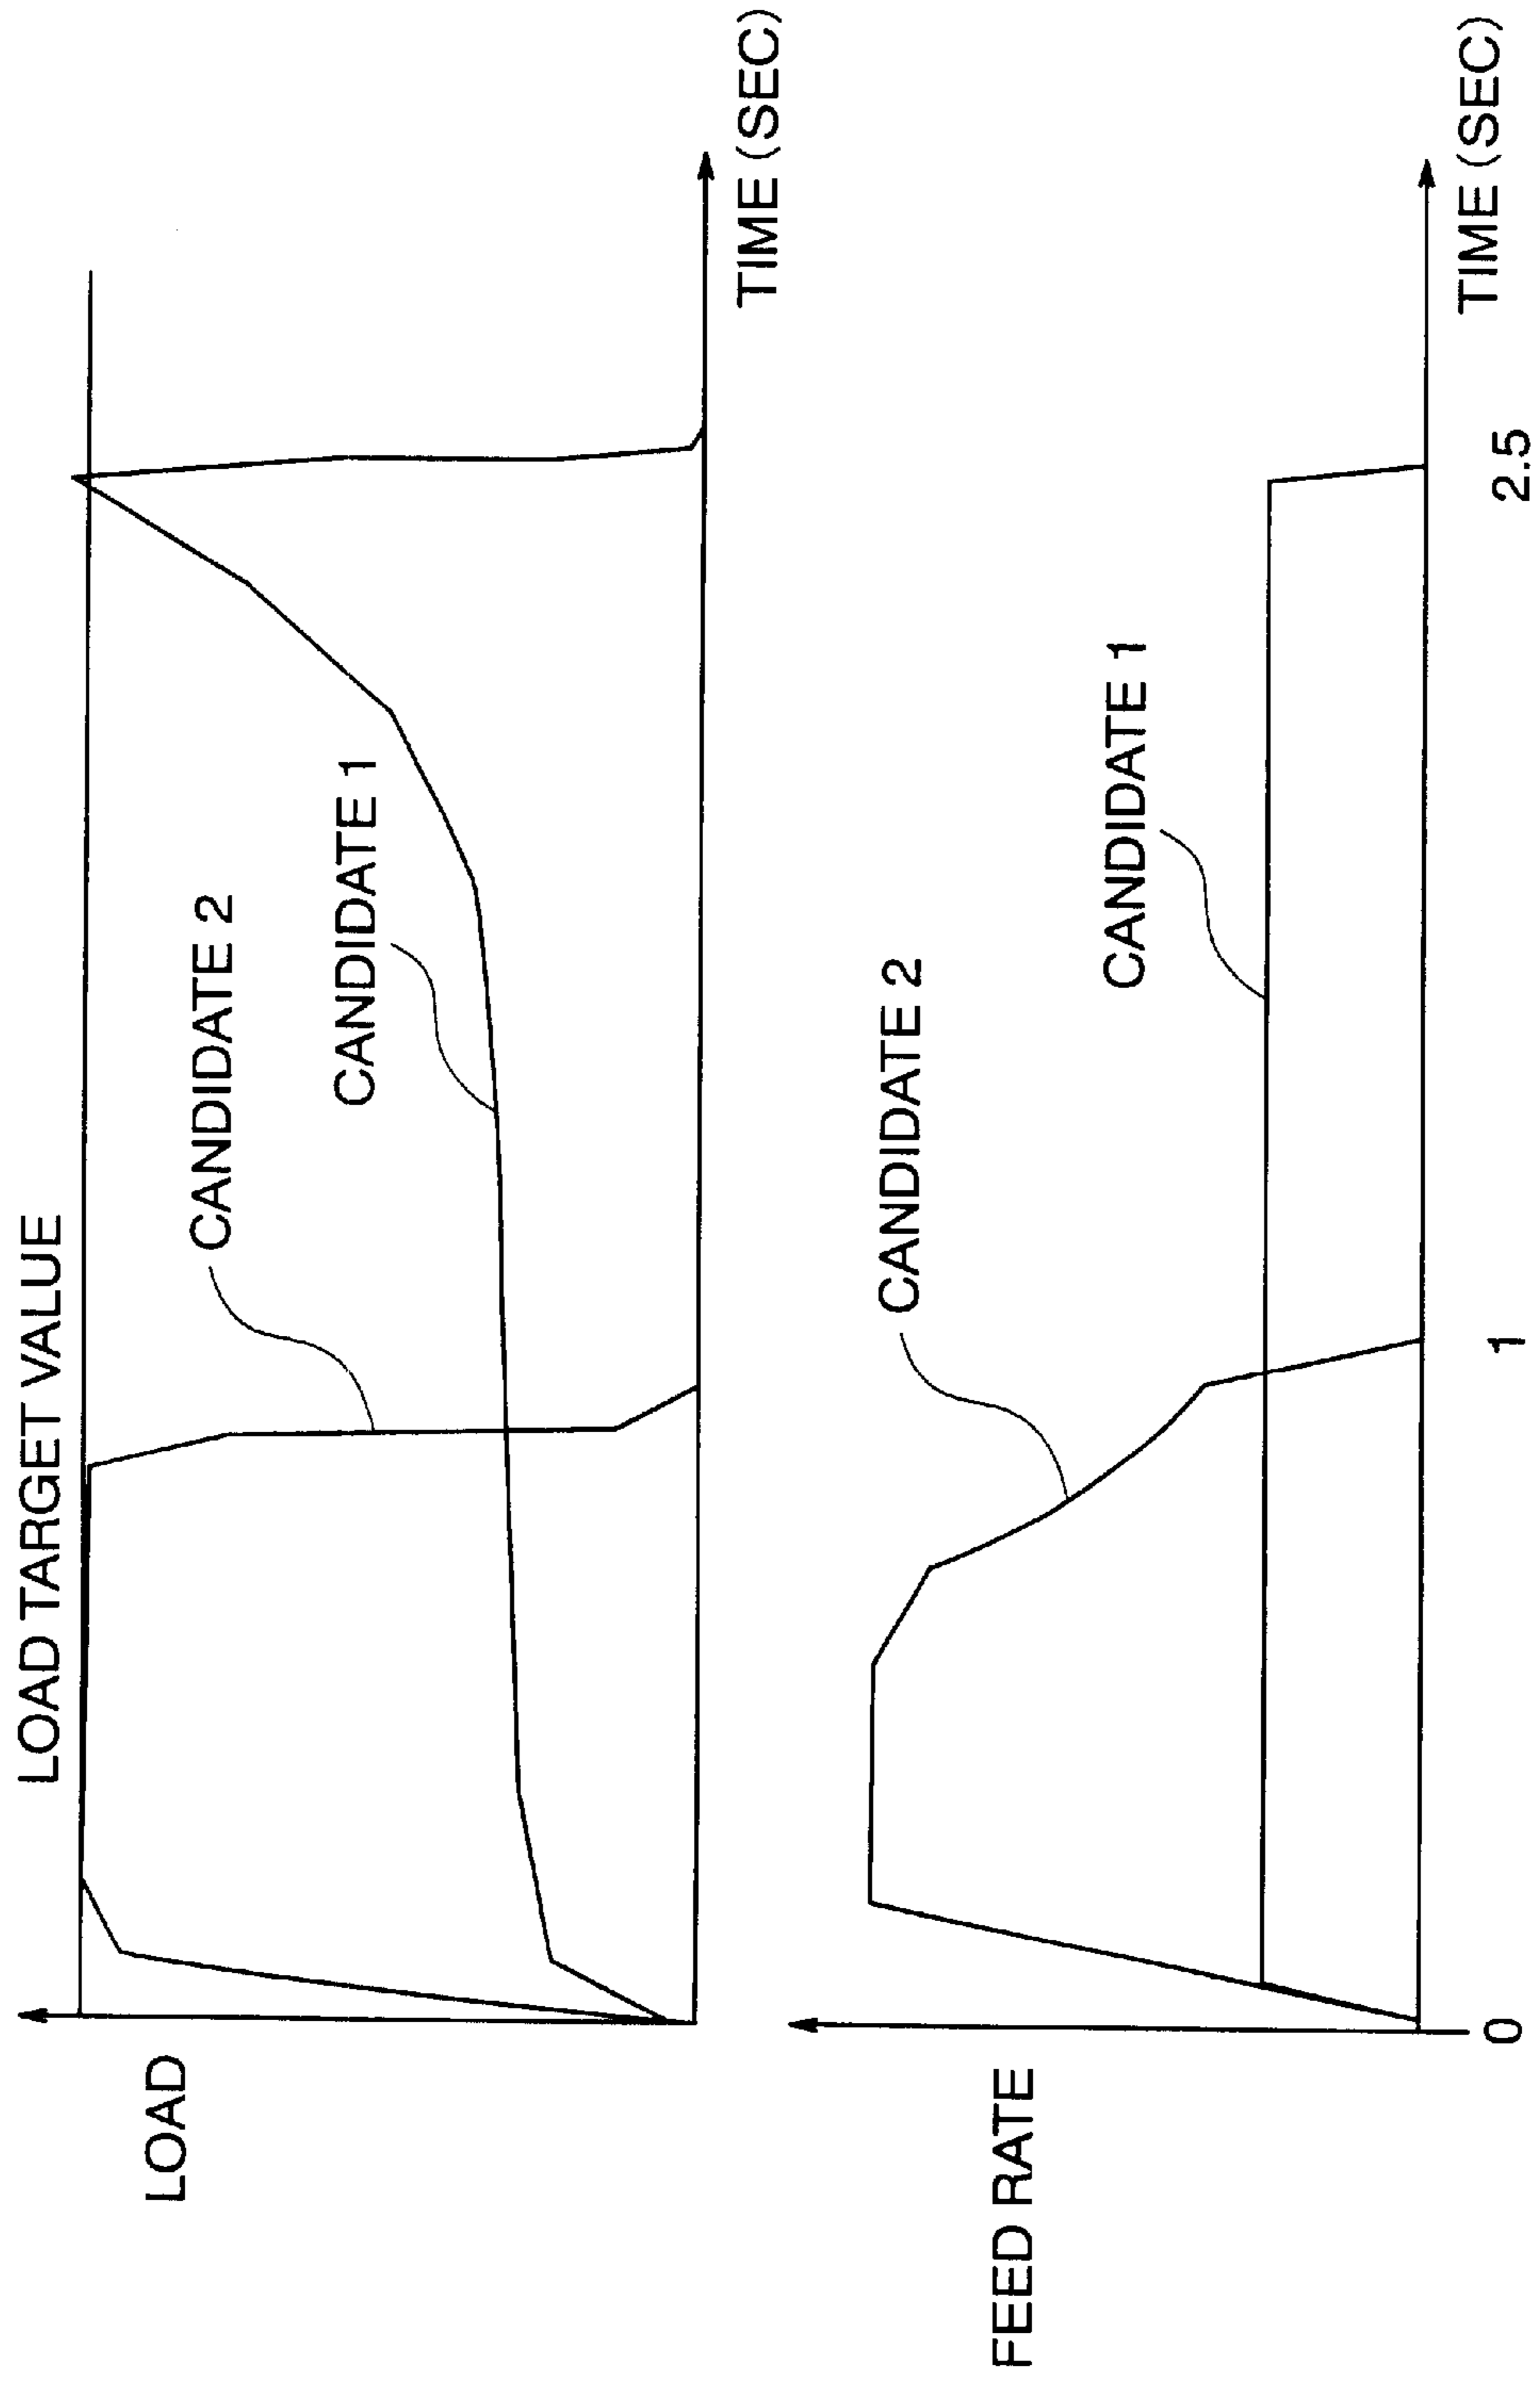 LOAD TARGET VALUE
LOAD
CANDIDATE 2
CANDIDATE 1
TIME (SEC)
FEED RATE
CANDIDATE 2
CANDIDATE 1
0
1
2.5
TIME (SEC)